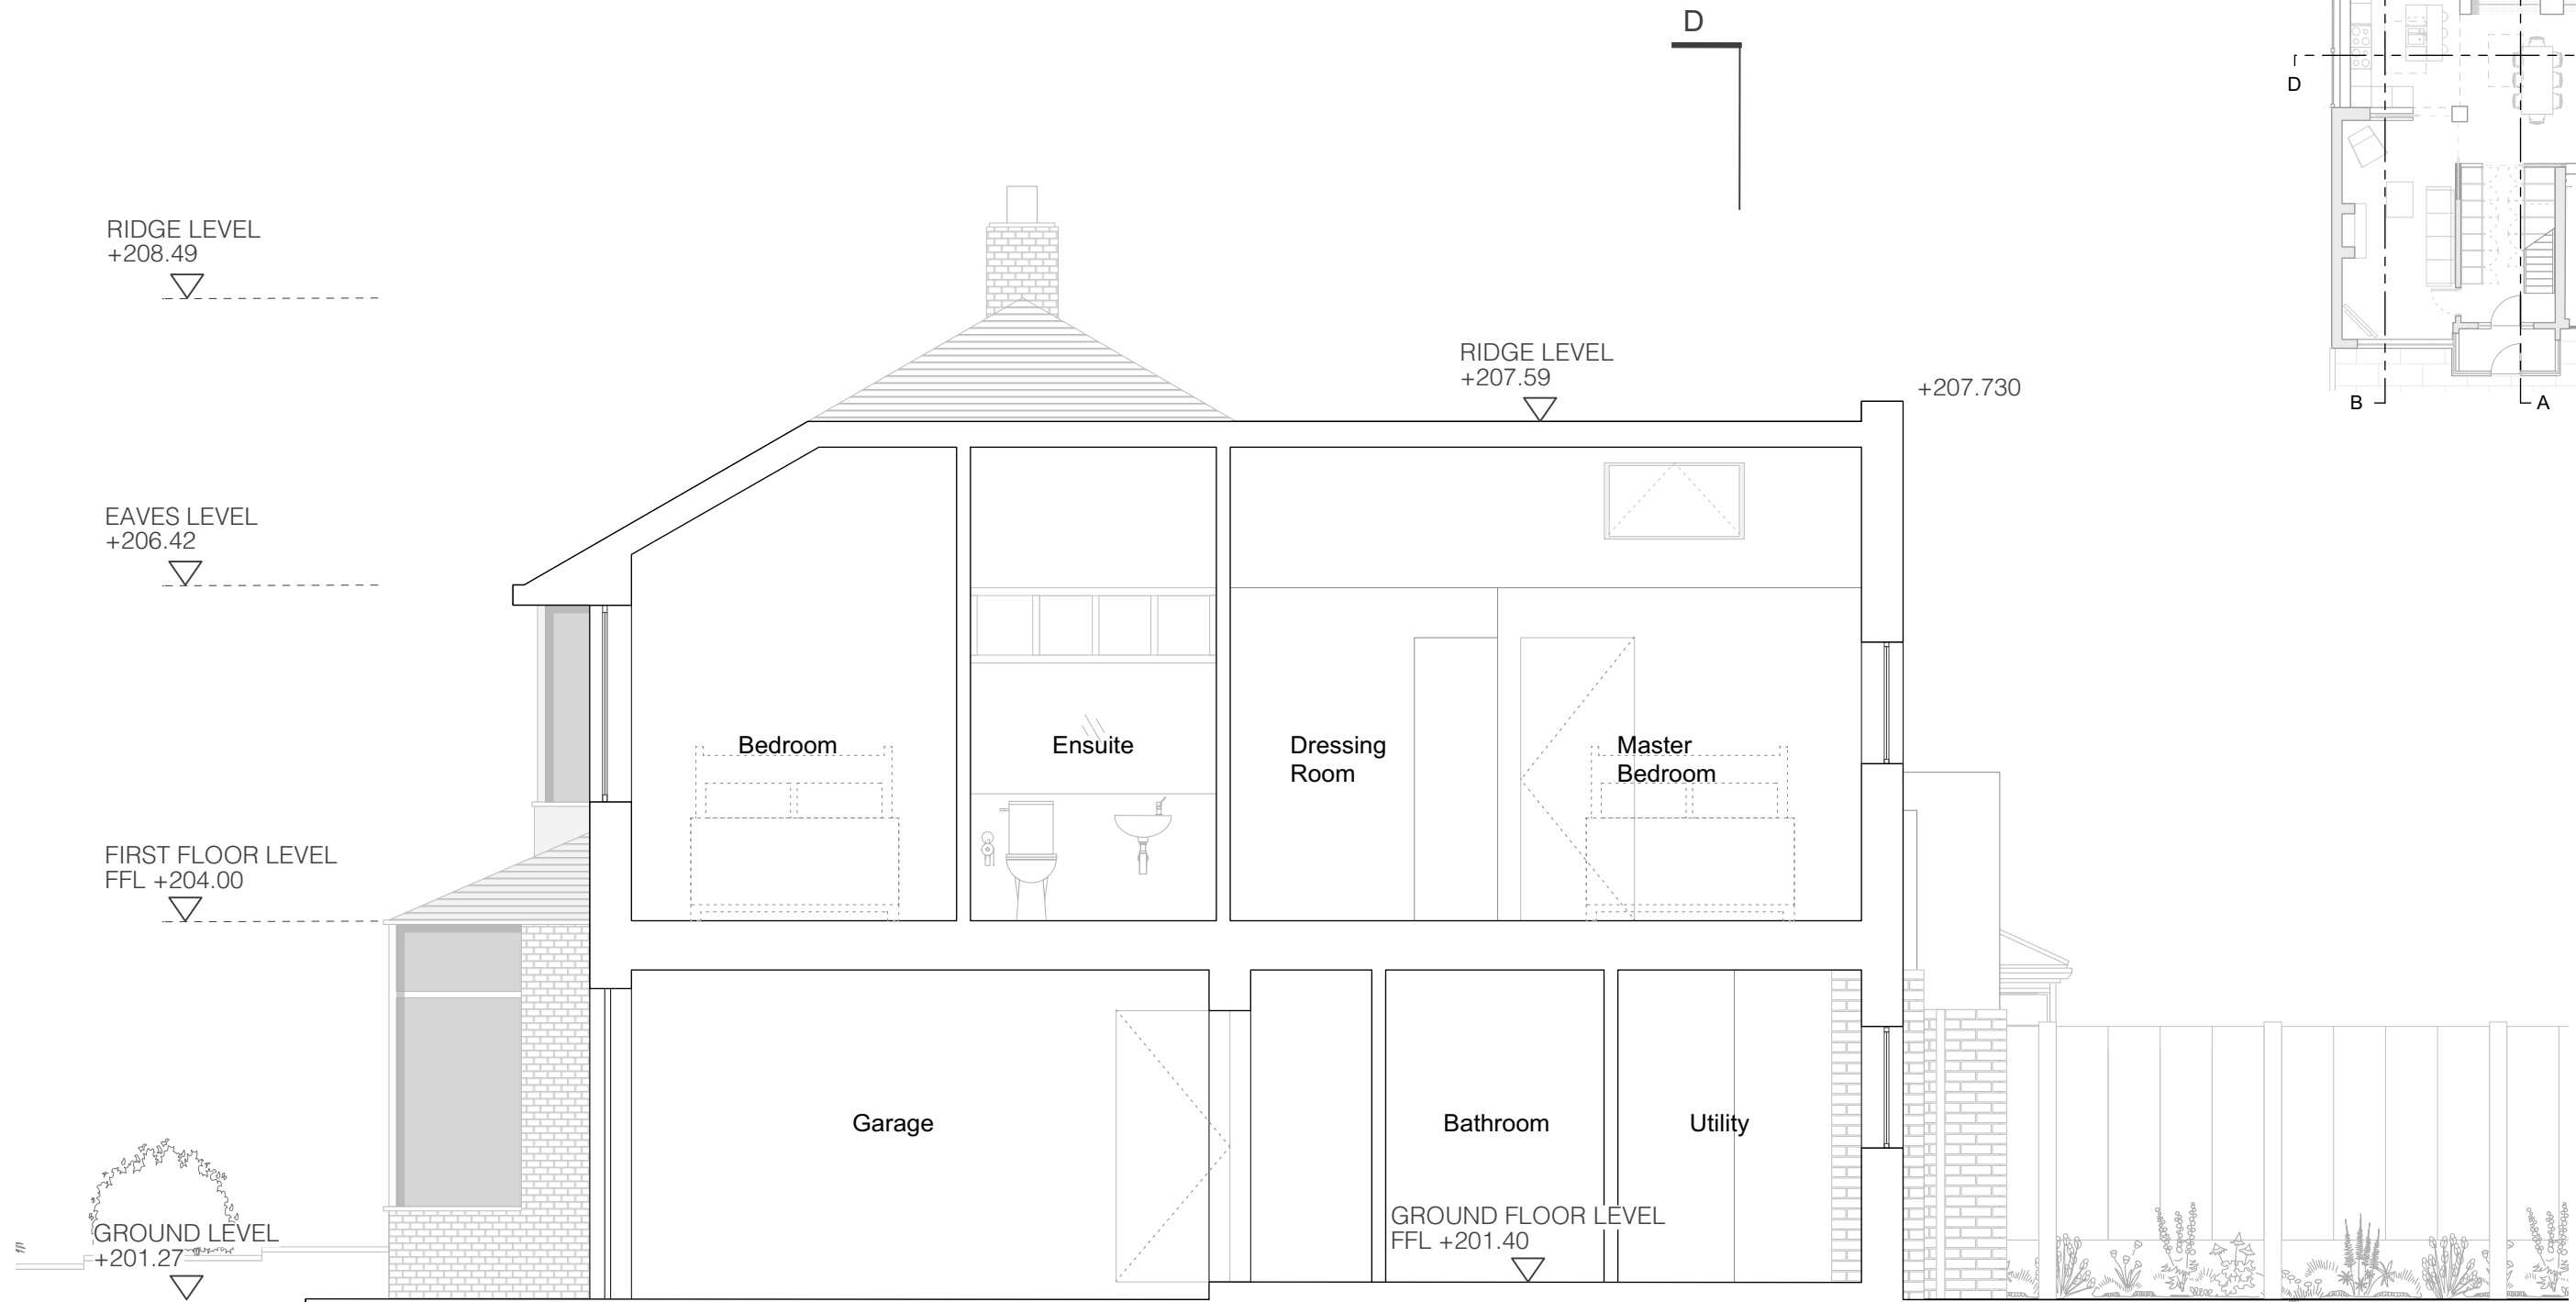 D
D
RIDGE LEVEL
+208.49
RIDGE LEVEL
+207.59
+207.730
B
A
EAVES LEVEL
+206.42
Bedroom
Ensuite
Dressing
Room
Master
Bedroom
FIRST FLOOR LEVEL
FFL +204.00
Garage
Bathroom
Utility
GROUND LEVEL
+201.27
GROUND FLOOR LEVEL
FFL +201.40